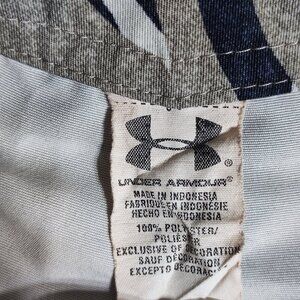 ®
UNDER ARMOUR®
MADE IN INDONESIA
FABRIQUÉ EN INDONÉSIE
HECHO EN INDONESIA
100% POLYESTER/
POLIÉSTER
EXCLUSIVE OF DECORATION
SAUF DÉCORATION
EXCEPTO DECORAC